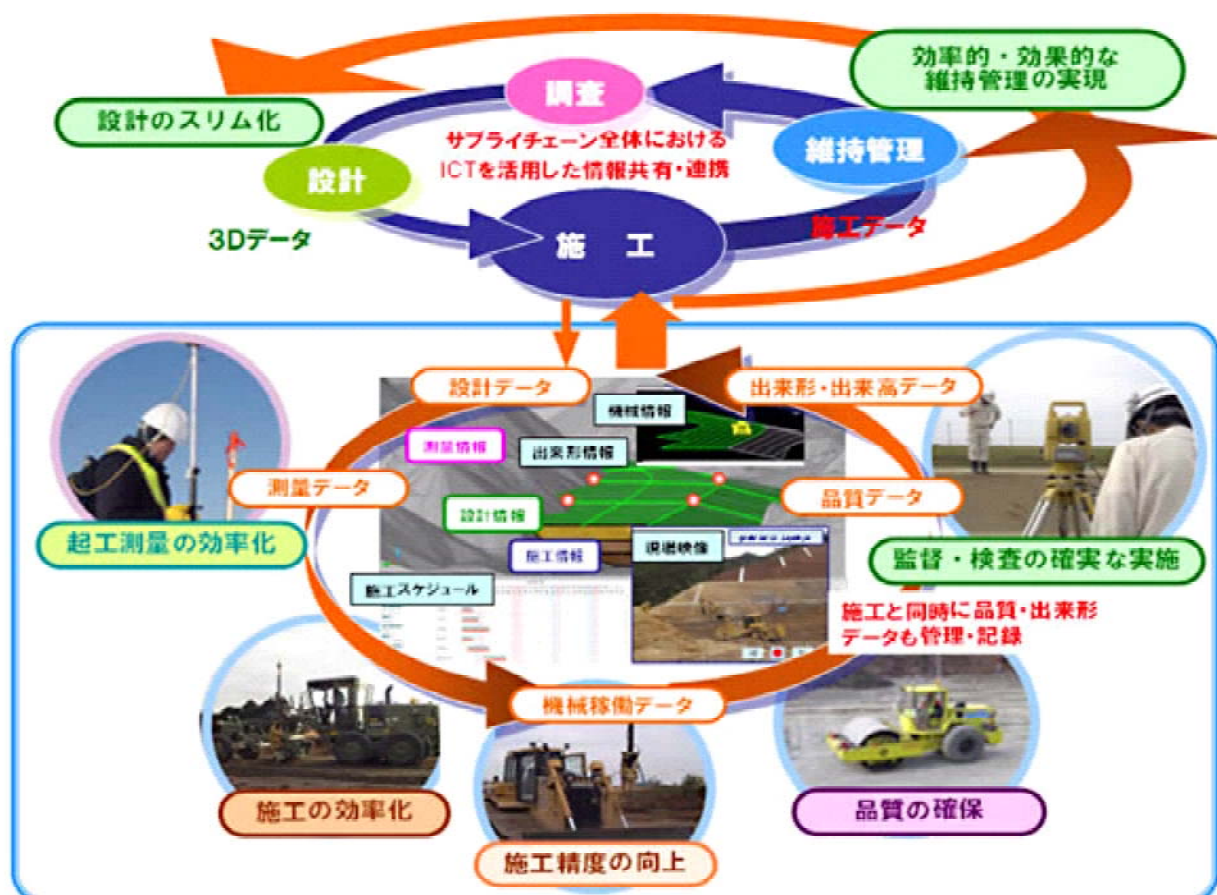 効率的・効果的な
維持管理の実現
調査
設計のスリム化
サプライチェーン全体における
ICTを活用した情報共有・連携
維持管理
設計
3Dデータ
施工データ
施 工
設計データ
出来形・出来高データ
機械情報
測量情報
出来形情報
測量データ
品質データ
設計情報
起工測量の効率化
施工情報
現場映像
監督・検査の確実な実施
施工スケジュール
施工と同時に品質・出来形
データも管理・記録
機械稼働データ
施工の効率化
品質の確保
施工精度の向上